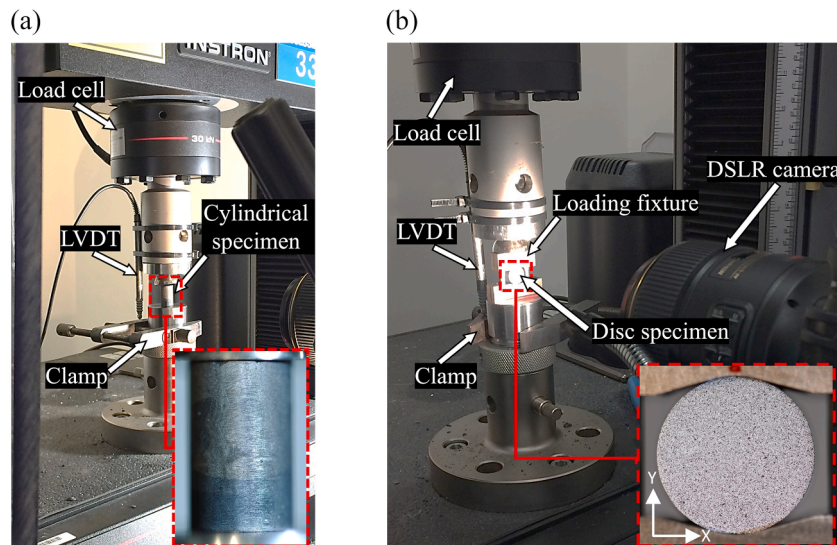 (a)
INSTRON
33
Load cell
30 kN
LVDT
Cylindrical
specimen
Clamp
(b)
Load cell
DSLR camera
Loading fixture
LVDT
Disc specimen
Clamp
Y
X